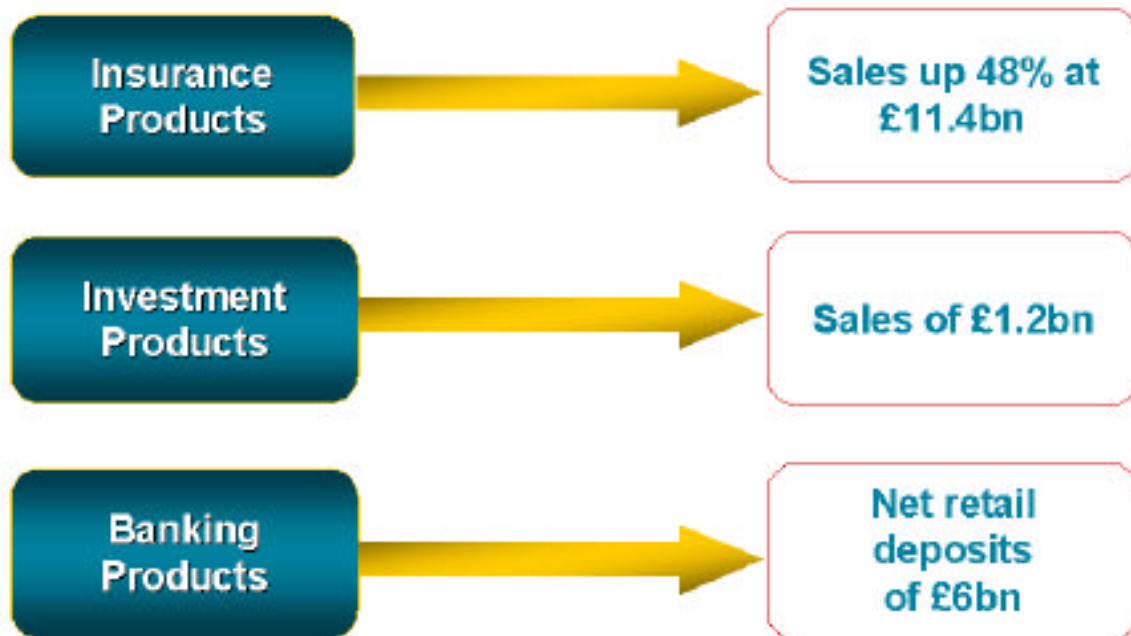 Insurance
Products
Sales up 48% at
£11.4bn
Investment
Products
Sales of £1.2bn
Banking
Products
Net retail
deposits
of £6bn